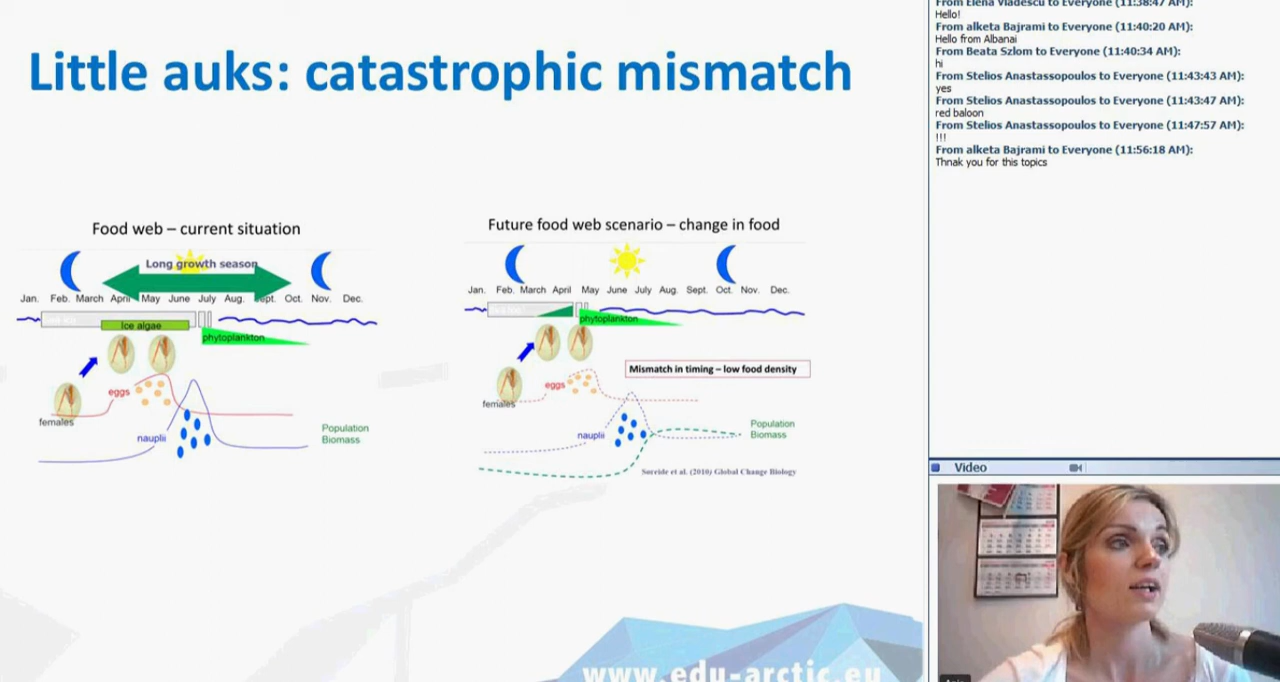 Little auks: catastrophic mismatch
Food web – current situation
Long growth season
Jan. Feb. March April May June July Aug. Sept. Oct. Nov. Dec.
Ice algae
phytoplankton
eggs
females
nauplii
Population
Biomass
Future food web scenario – change in food
Jan. Feb. March April May June July Aug. Sept. Oct. Nov. Dec.
phytoplankton
Mismatch in timing – low food density
eggs
females
nauplii
Population
Biomass
Søreide et al. (2010) Global Change Biology
www.edu-arctic.eu
From Elena Vladescu to Everyone (11:38:47 AM):
Hello!
From alketa Bajrami to Everyone (11:40:20 AM):
Hello from Albanai
From Beata Szlom to Everyone (11:40:34 AM):
hi
From Stelios Anastassopoulos to Everyone (11:43:43 AM):
yes
From Stelios Anastassopoulos to Everyone (11:43:47 AM):
red baloon
From Stelios Anastassopoulos to Everyone (11:47:57 AM):
!!!
From alketa Bajrami to Everyone (11:56:18 AM):
Thnak you for this topics
Video